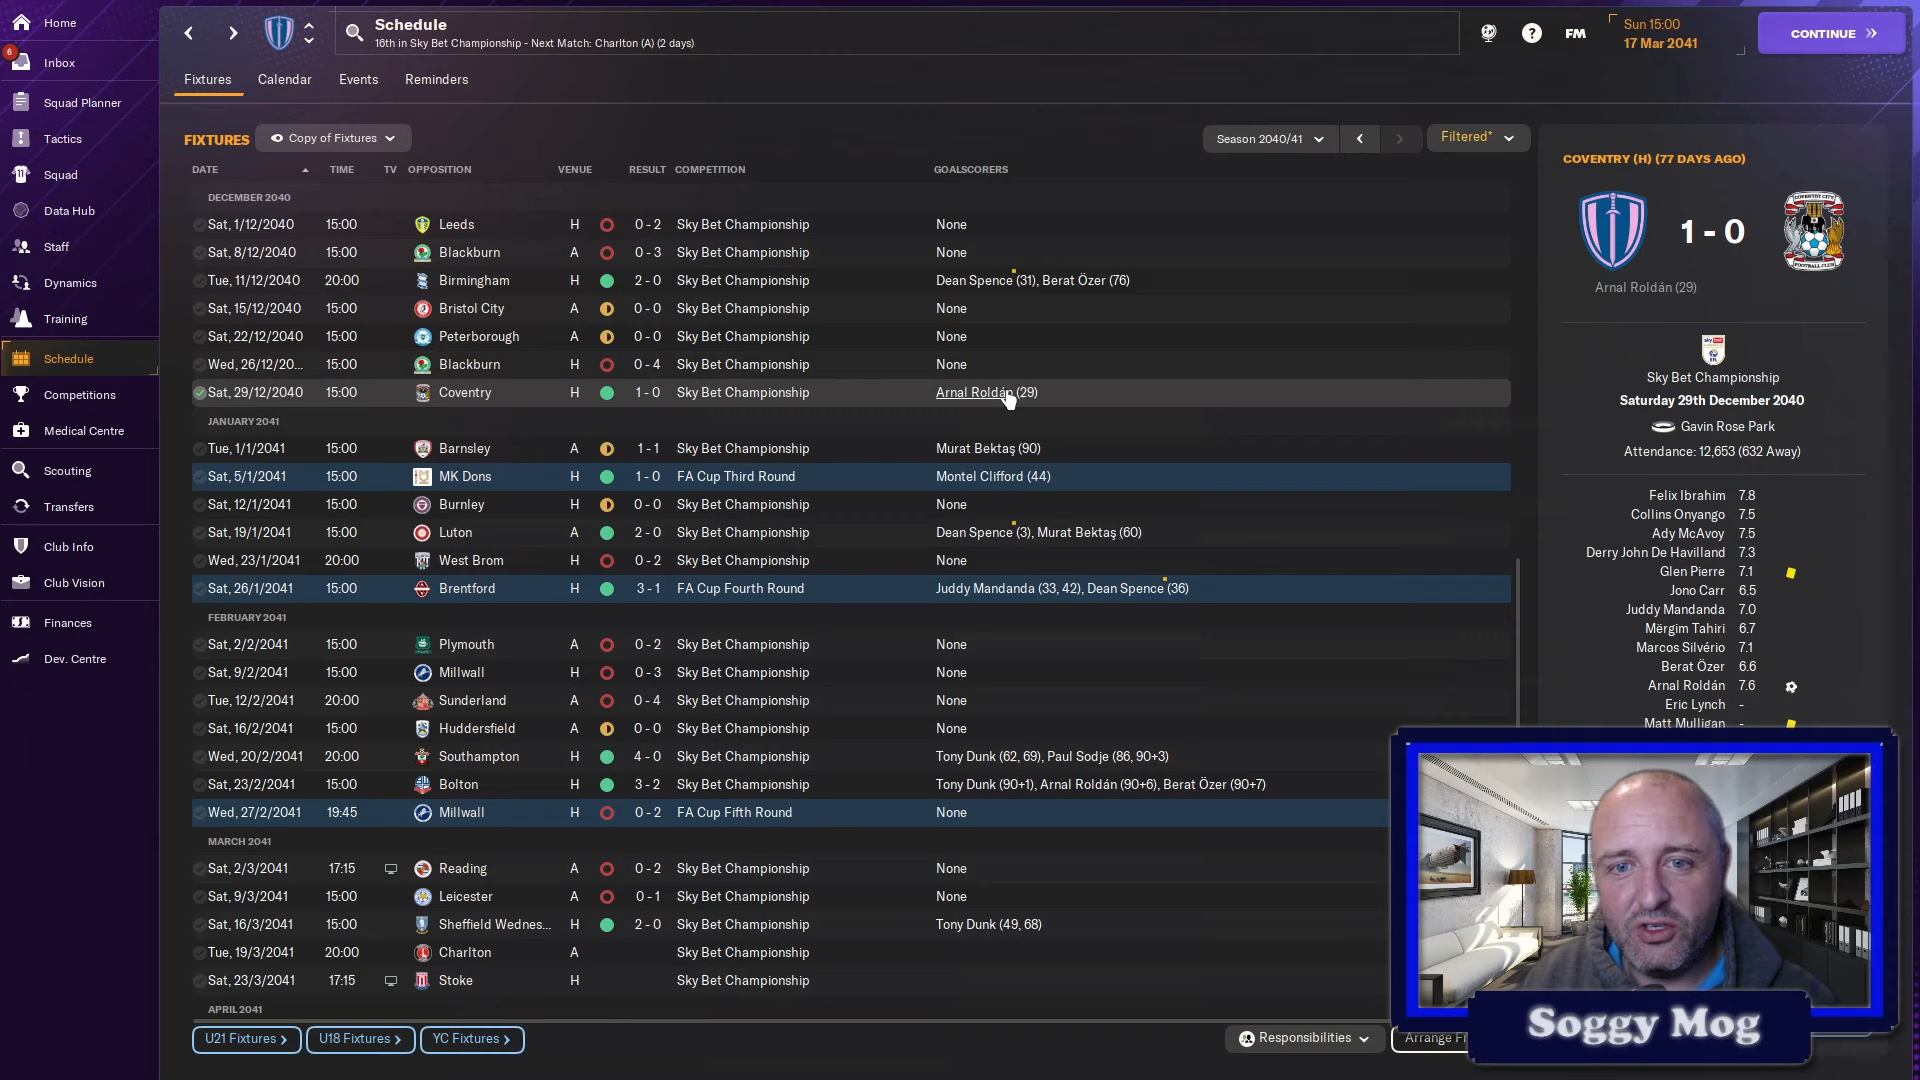 Home
6
Inbox
Squad Planner
Tactics
Squad
Data Hub
Staff
Dynamics
Training
Schedule
Competitions
Medical Centre
Scouting
Transfers
Club Info
Club Vision
Finances
Dev. Centre
Schedule
16th in Sky Bet Championship - Next Match: Charlton (A) (2 days)
FM
Sun 15:00
17 Mar 2041
CONTINUE
Fixtures Calendar Events Reminders
FIXTURES Copy of Fixtures Season 2040/41 Filtered*
DATE TIME TV OPPOSITION VENUE RESULT COMPETITION GOALSCORERS
DECEMBER 2040
Sat, 1/12/2040 15:00 Leeds H 0 - 2 Sky Bet Championship None
Sat, 8/12/2040 15:00 Blackburn A 0 - 3 Sky Bet Championship None
Tue, 11/12/2040 20:00 Birmingham H 2 - 0 Sky Bet Championship Dean Spence (31), Berat Özer (76)
Sat, 15/12/2040 15:00 Bristol City A 0 - 0 Sky Bet Championship None
Sat, 22/12/2040 15:00 Peterborough A 0 - 0 Sky Bet Championship None
Wed, 26/12/20... 15:00 Blackburn H 0 - 4 Sky Bet Championship None
Sat, 29/12/2040 15:00 Coventry H 1 - 0 Sky Bet Championship Arnal Roldán (29)
JANUARY 2041
Tue, 1/1/2041 15:00 Barnsley A 1 - 1 Sky Bet Championship Murat Bektaş (90)
Sat, 5/1/2041 15:00 MK Dons H 1 - 0 FA Cup Third Round Montel Clifford (44)
Sat, 12/1/2041 15:00 Burnley H 0 - 0 Sky Bet Championship None
Sat, 19/1/2041 15:00 Luton A 2 - 0 Sky Bet Championship Dean Spence (3), Murat Bektaş (60)
Wed, 23/1/2041 20:00 West Brom H 0 - 2 Sky Bet Championship None
Sat, 26/1/2041 15:00 Brentford H 3 - 1 FA Cup Fourth Round Juddy Mandanda (33, 42), Dean Spence (36)
FEBRUARY 2041
Sat, 2/2/2041 15:00 Plymouth A 0 - 2 Sky Bet Championship None
Sat, 9/2/2041 15:00 Millwall H 0 - 3 Sky Bet Championship None
Tue, 12/2/2041 20:00 Sunderland A 0 - 4 Sky Bet Championship None
Sat, 16/2/2041 15:00 Huddersfield A 0 - 0 Sky Bet Championship None
Wed, 20/2/2041 20:00 Southampton H 4 - 0 Sky Bet Championship Tony Dunk (62, 69), Paul Sodje (86, 90+3)
Sat, 23/2/2041 15:00 Bolton H 3 - 2 Sky Bet Championship Tony Dunk (90+1), Arnal Roldán (90+6), Berat Özer (90+7)
Wed, 27/2/2041 19:45 Millwall H 0 - 2 FA Cup Fifth Round None
MARCH 2041
Sat, 2/3/2041 17:15 Reading A 0 - 2 Sky Bet Championship None
Sat, 9/3/2041 15:00 Leicester A 0 - 1 Sky Bet Championship None
Sat, 16/3/2041 15:00 Sheffield Wednes... H 2 - 0 Sky Bet Championship Tony Dunk (49, 68)
Tue, 19/3/2041 20:00 Charlton A Sky Bet Championship
Sat, 23/3/2041 17:15 Stoke H Sky Bet Championship
APRIL 2041
U21 Fixtures U18 Fixtures YC Fixtures Responsibilities Arrange
COVENTRY (H) (77 DAYS AGO)
1 - 0
Arnal Roldán (29)
Sky Bet Championship
Saturday 29th December 2040
Gavin Rose Park
Attendance: 12,653 (632 Away)
Felix Ibrahim 7.8
Collins Onyango 7.5
Ady McAvoy 7.5
Derry John De Havilland 7.3
Glen Pierre 7.1
Jono Carr 6.5
Juddy Mandanda 7.0
Mërgim Tahiri 6.7
Marcos Silvério 7.1
Berat Özer 6.6
Arnal Roldán 7.6
Eric Lynch -
Matt Mulligan -
Soggy Mog